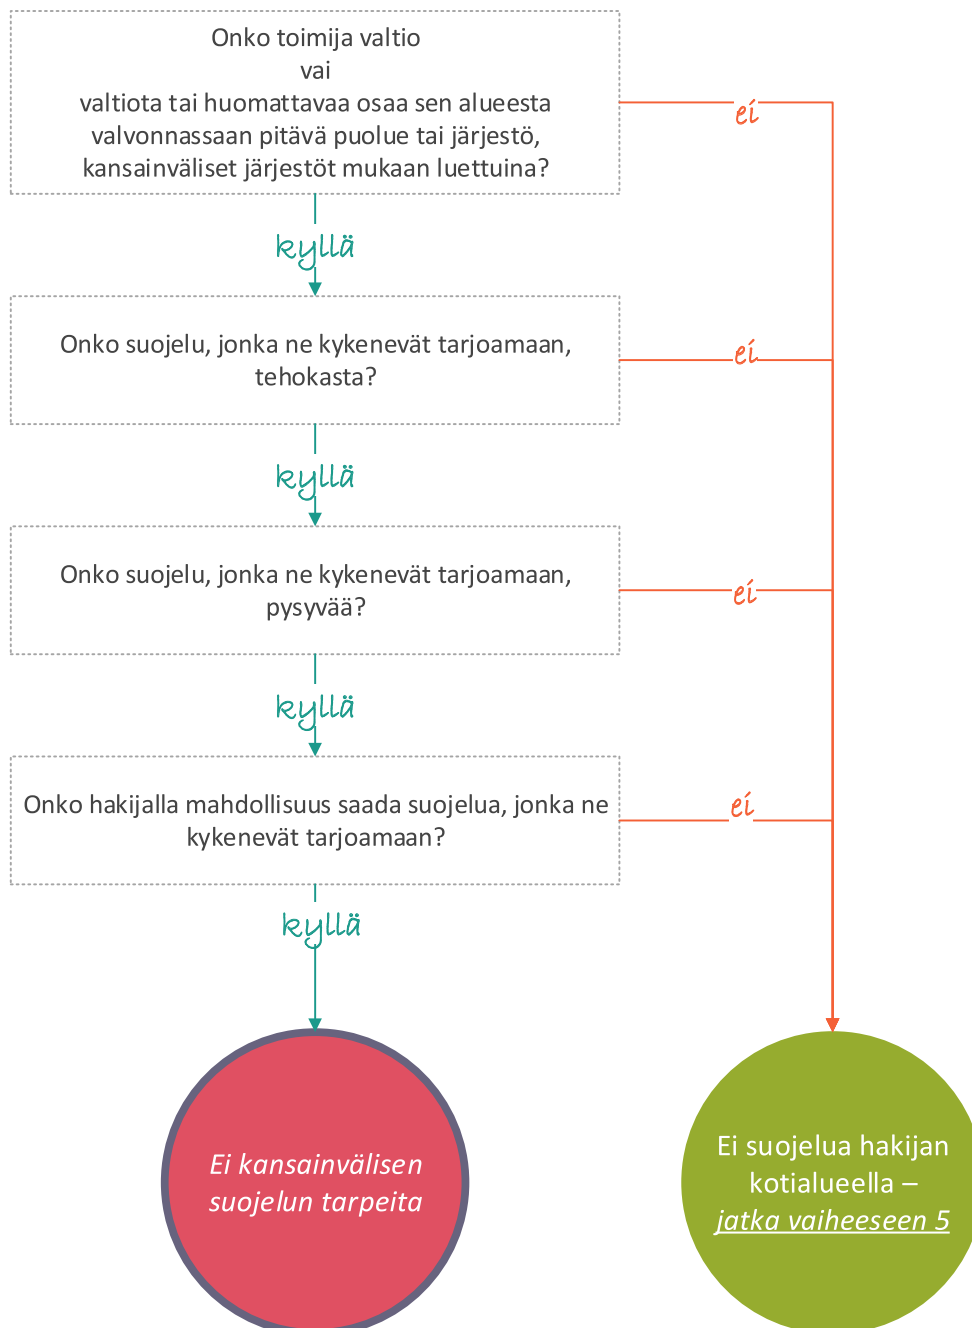 Onko toimija valtio
vai
valtiota tai huomattavaa osaa sen alueesta
valvonnassaan pitävä puolue tai järjestö,
kansainväliset järjestöt mukaan luettuina?
ei
kyllä
Onko suojelu, jonka ne kykenevät tarjoamaan,
tehokasta?
ei
kyllä
Onko suojelu, jonka ne kykenevät tarjoamaan,
pysyvää?
ei
kyllä
Onko hakijalla mahdollisuus saada suojelua, jonka ne
kykenevät tarjoamaan?
ei
kyllä
Ei kansainvälisen
suojelun tarpeita
Ei suojelua hakijan
kotialueella –
jatka vaiheeseen 5